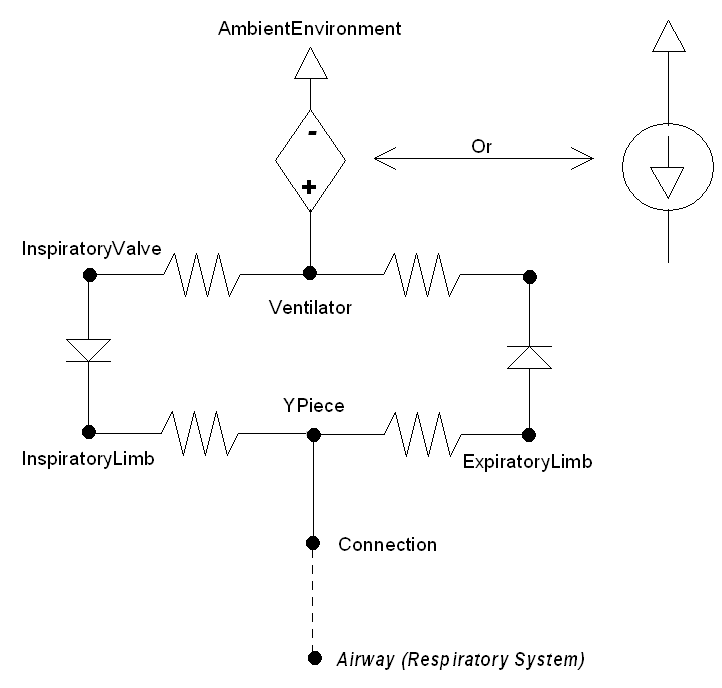 AmbientEnvironment
-
Or
+
InspiratoryValve
Ventilator
YPiece
InspiratoryLimb
ExpiratoryLimb
Connection
Airway (Respiratory System)